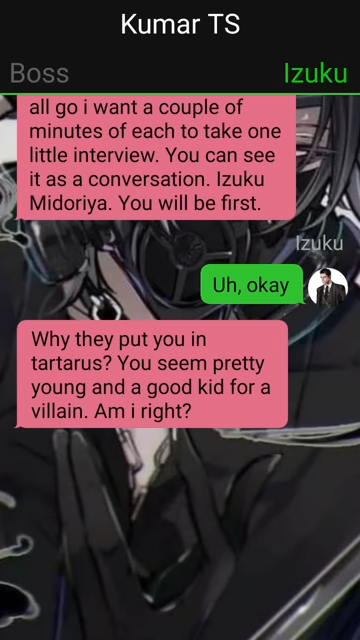 Kumar TS
Boss
Izuku
all go i want a couple of
minutes of each to take one
little interview. You can see
it as a conversation. Izuku
Midoriya. You will be first.
Izuku
Uh, okay
Why they put you in
tartarus? You seem pretty
young and a good kid for a
villain. Am i right?